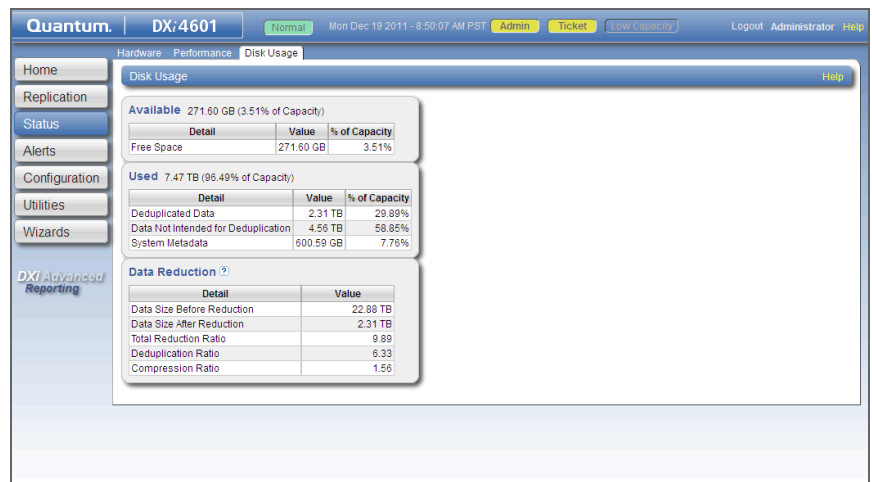 Quantum. DXi4601 Normal Mon Dec 19 2011 - 8:50:07 AM PST Admin Ticket Low Capacity Logout Administrator Help
Hardware Performance Disk Usage
Home
Replication
Status
Alerts
Configuration
Utilities
Wizards
DXi Advanced
Reporting
Disk Usage Help
Available 271.60 GB (3.51% of Capacity)
Detail Value % of Capacity
Free Space 271.60 GB 3.51%
Used 7.47 TB (96.49% of Capacity)
Detail Value % of Capacity
Deduplicated Data 2.31 TB 29.89%
Data Not Intended for Deduplication 4.56 TB 58.85%
System Metadata 600.59 GB 7.76%
Data Reduction ?
Detail Value
Data Size Before Reduction 22.88 TB
Data Size After Reduction 2.31 TB
Total Reduction Ratio 9.89
Deduplication Ratio 6.33
Compression Ratio 1.56